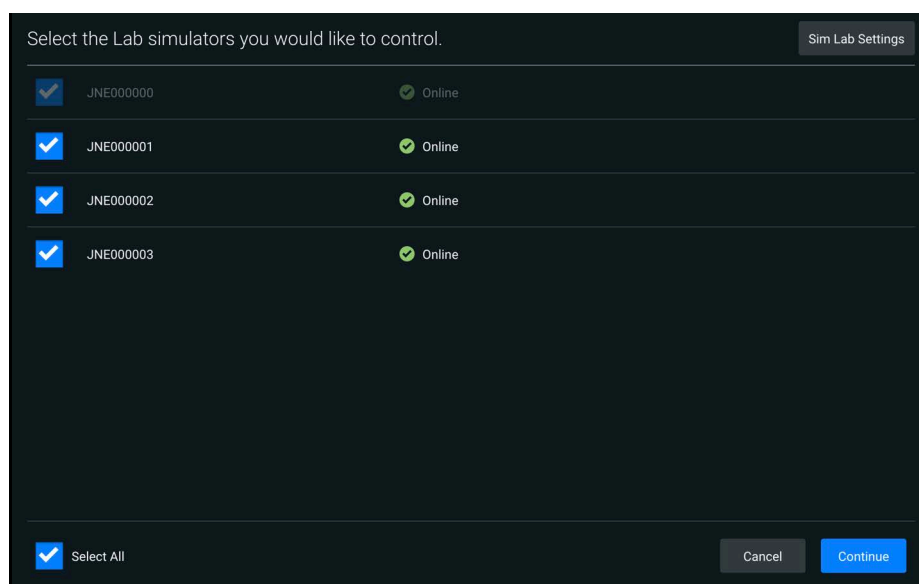 Select the Lab simulators you would like to control.
Sim Lab Settings
JNE000000 Online
JNE000001 Online
JNE000002 Online
JNE000003 Online
Select All
Cancel
Continue